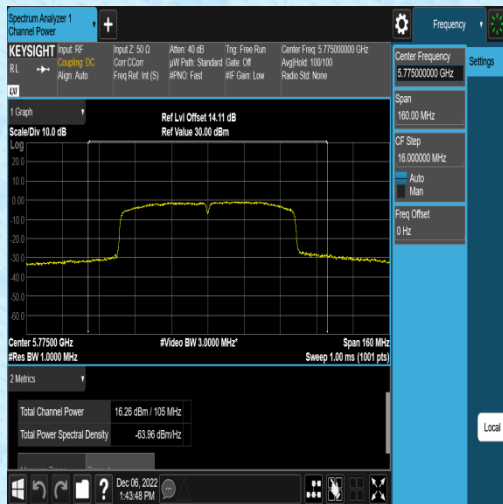 Spectrum Analyzer 1
Channel Power
Frequency
KEYSIGHT
Input: RF
Coupling: DC
Align: Auto
Input Z: 50 Ω
Corr CCorr
Freq Ref: Int (S)
Atten: 40 dB
µW Path: Standard
#PNO: Fast
Trig: Free Run
Gate: Off
#IF Gain: Low
Center Freq: 5.775000000 GHz
Avg|Hold: 100/100
Radio Std: None
R L
LXI
Center Frequency
5.775000000 GHz
Settings
Span
160.00 MHz
CF Step
16.000000 MHz
Auto
Man
Freq Offset
0 Hz
Local
1 Graph
Scale/Div 10.0 dB
Ref Lvl Offset 14.11 dB
Ref Value 30.00 dBm
Log
20.0
10.0
0.00
-10.0
-20.0
-30.0
-40.0
-50.0
-60.0
Center 5.77500 GHz
#Video BW 3.0000 MHz*
Span 160 MHz
#Res BW 1.0000 MHz
Sweep 1.00 ms (1001 pts)
2 Metrics
Total Channel Power
16.26 dBm / 105 MHz
Total Power Spectral Density
-63.96 dBm/Hz
?
Dec 06, 2022
1:43:48 PM